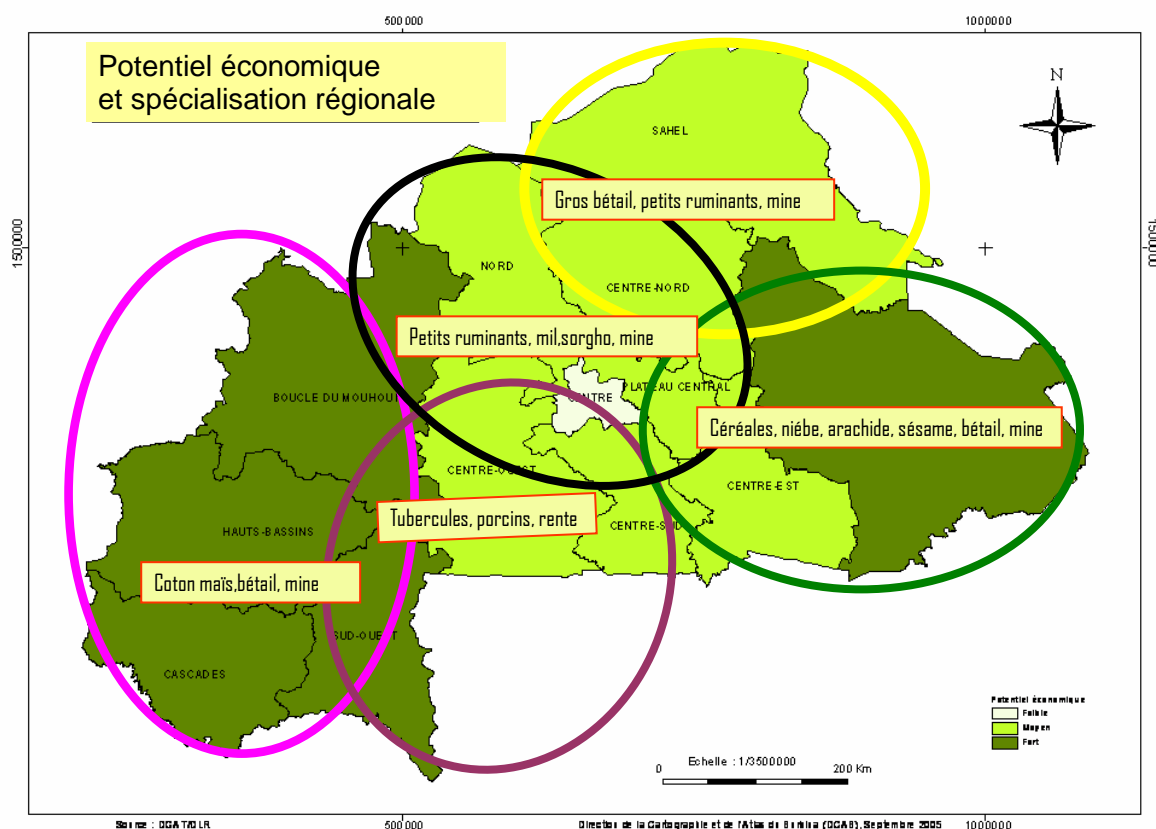 500 000
1000000
Potentiel économique
et spécialisation régionale
N
SAHEL
Gros bétail, petits ruminants, mine
1500000
1500000
NORD
CENTRE-NORD
Petits ruminants, mil,sorgho, mine
PLATEAU CENTRAL
CENTRE
BOUCLE DU MOUHOUN
Céréales, niébe, arachide, sésame, bétail, mine
CENTRE-OUEST
CENTRE-EST
Tubercules, porcins, rente
CENTRE-SUD
HAUTS-BASSINS
Coton maïs,bétail, mine
SUD-OUEST
CASCADES
Potentiel économique
Faible
Moyen
Fort
Echelle : 1/3500000
0
200 Km
Source : DGAT/DLR
500000
Direction de la Cartographie et de l'Atlas du Burkina (DCAB), Septembre 2005
1000000